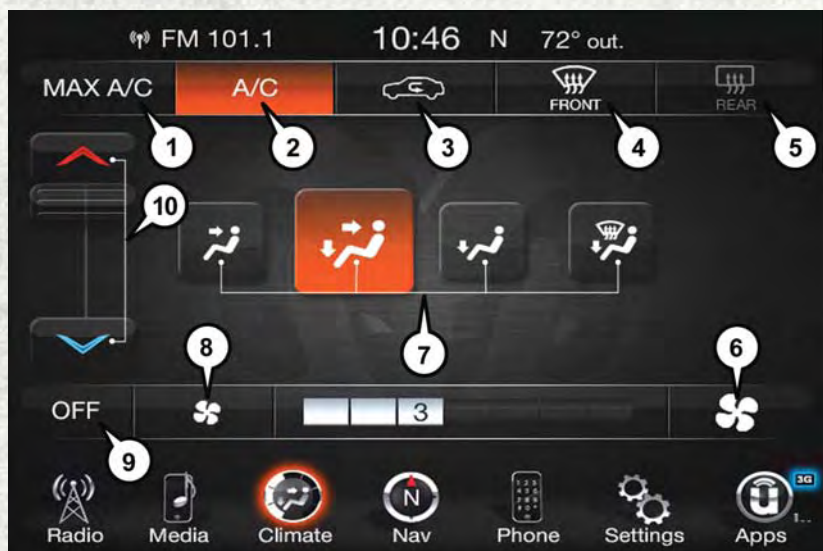 FM 101.1 10:46 N 72° out.
MAX A/C A/C FRONT REAR
1 2 3 4 5
10
7
8 6
OFF 3
9
N 3G
Radio Media Climate Nav Phone Settings Apps